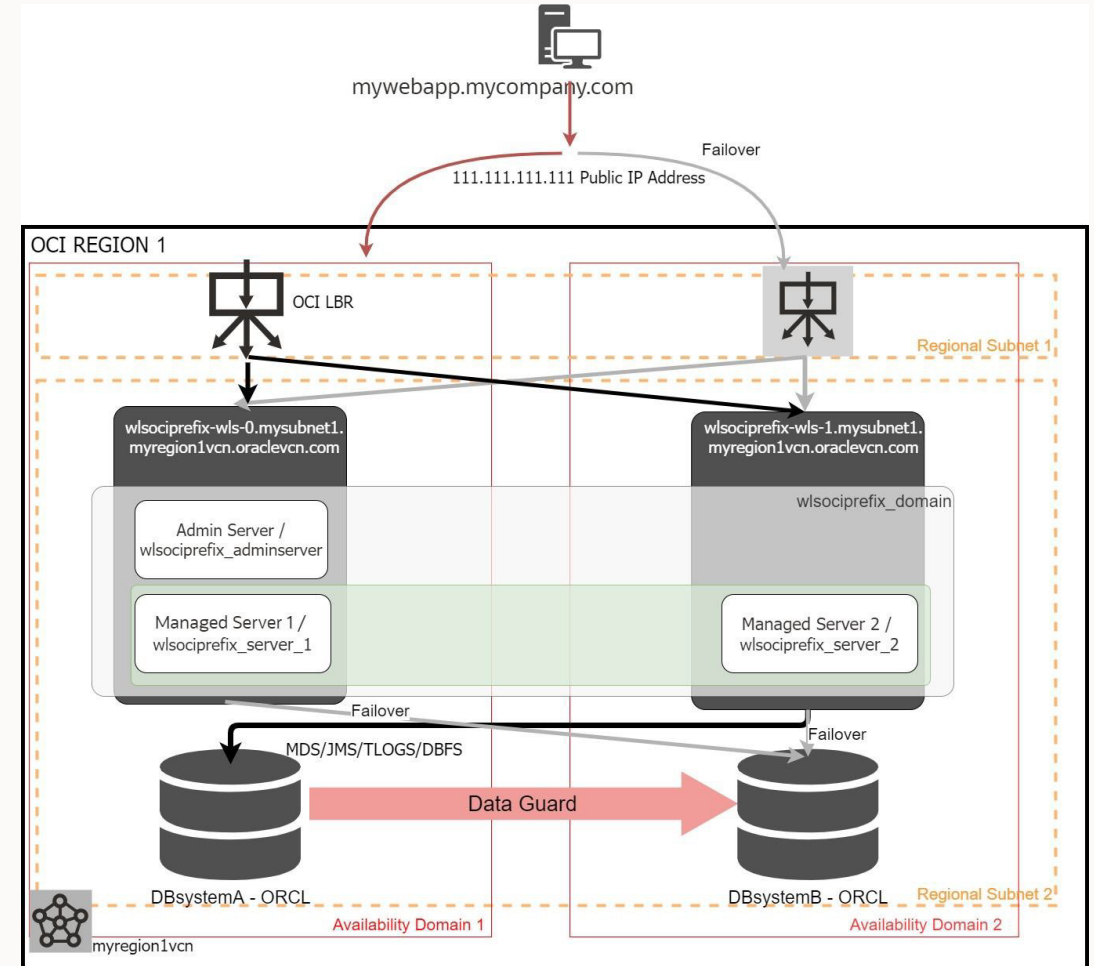 mywebapp.mycompany.com
Failover
111.111.111.111 Public IP Address
OCI REGION 1
OCI LBR
Regional Subnet 1
wlsociprefix-wls-0.mysubnet1.
myregion1vcn.oraclevcn.com
wlsociprefix-wls-1.mysubnet1.
myregion1vcn.oraclevcn.com
wlsociprefix_domain
Admin Server /
wlsociprefix_adminserver
Managed Server 1 /
wlsociprefix_server_1
Managed Server 2 /
wlsociprefix_server_2
Failover
Failover
MDS/JMS/TLOGS/DBFS
Data Guard
DBsystemA - ORCL
DBsystemB - ORCL
Regional Subnet 2
Availability Domain 1
Availability Domain 2
myregion1vcn